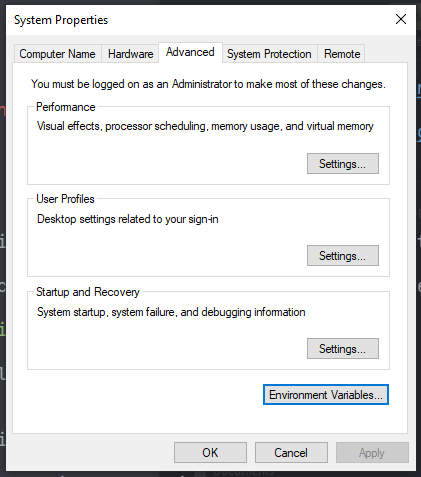 System Properties
Computer Name Hardware Advanced System Protection Remote
You must be logged on as an Administrator to make most of these changes.
Performance
Visual effects, processor scheduling, memory usage, and virtual memory
Settings...
User Profiles
Desktop settings related to your sign-in
Settings...
Startup and Recovery
System startup, system failure, and debugging information
Settings...
Environment Variables...
OK Cancel Apply